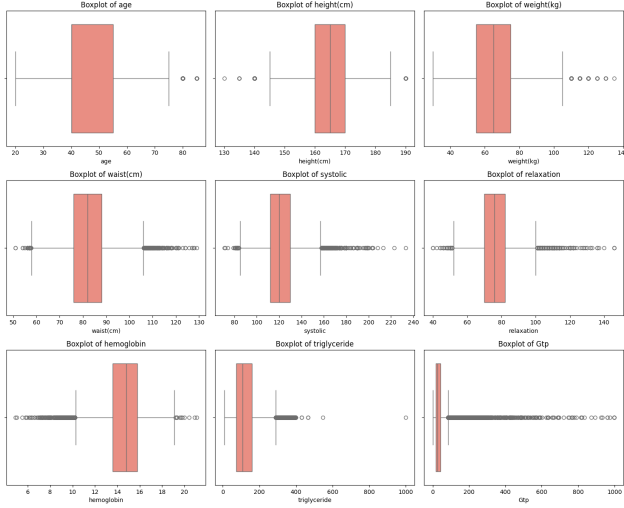 Boxplot of age
Boxplot of height(cm)
Boxplot of weight(kg)
20 30 40 50 60 70 80
130 140 150 160 170 180 190
40 60 80 100 120 140
age
height(cm)
weight(kg)
Boxplot of waist(cm)
Boxplot of systolic
Boxplot of relaxation
50 60 70 80 90 100 110 120 130
80 100 120 140 160 180 200 220 240
40 60 80 100 120 140
waist(cm)
systolic
relaxation
Boxplot of hemoglobin
Boxplot of triglyceride
Boxplot of Gtp
6 8 10 12 14 16 18 20
0 200 400 600 800 1000
0 200 400 600 800 1000
hemoglobin
triglyceride
Gtp